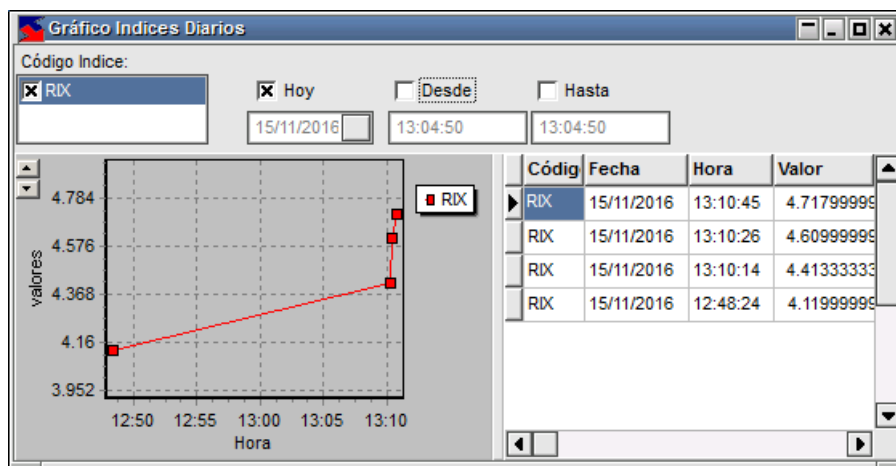 Gráfico Indices Diarios
Código Indice:
RIX
Hoy
Desde
Hasta
15/11/2016
13:04:50
13:04:50
4.784
4.576
4.368
4.16
3.952
valores
12:50 12:55 13:00 13:05 13:10
Hora
RIX
Códig Fecha Hora Valor
RIX 15/11/2016 13:10:45 4.71799999
RIX 15/11/2016 13:10:26 4.60999999
RIX 15/11/2016 13:10:14 4.41333333
RIX 15/11/2016 12:48:24 4.11999999